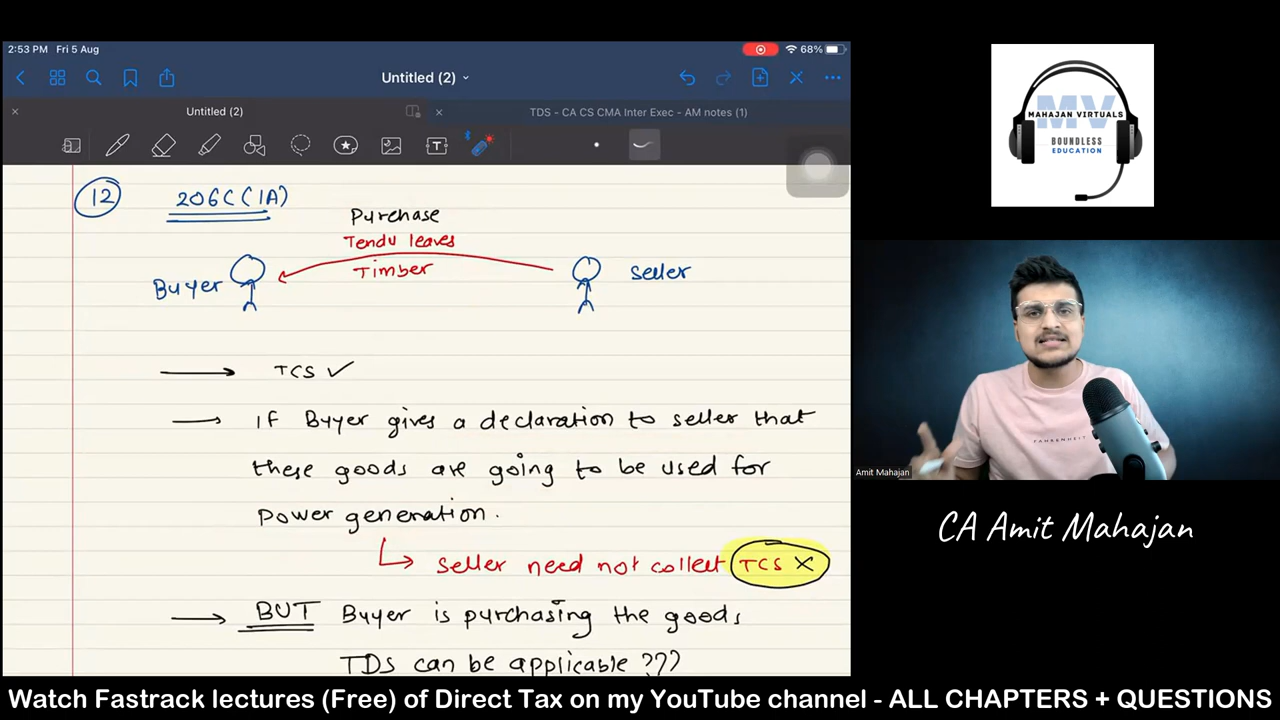 2:53 PM Fri 5 Aug
68%
Untitled (2)
Untitled (2)
TDS - CA CS CMA Inter Exec - AM notes (1)
12
206C(1A)
Purchase
Tendu leaves
Timber
Buyer
Seller
TCS ✓
If Buyer gives a declaration to seller that
these goods are going to be used for
power generation.
Seller need not collect TCS ✗
BUT Buyer is purchasing the goods,
TDS can be applicable ???
MV
MAHAJAN VIRTUALS
BOUNDLESS
EDUCATION
FAHRENHEIT
Amit Mahajan
CA Amit Mahajan
Watch Fastrack lectures (Free) of Direct Tax on my YouTube channel - ALL CHAPTERS + QUESTIONS